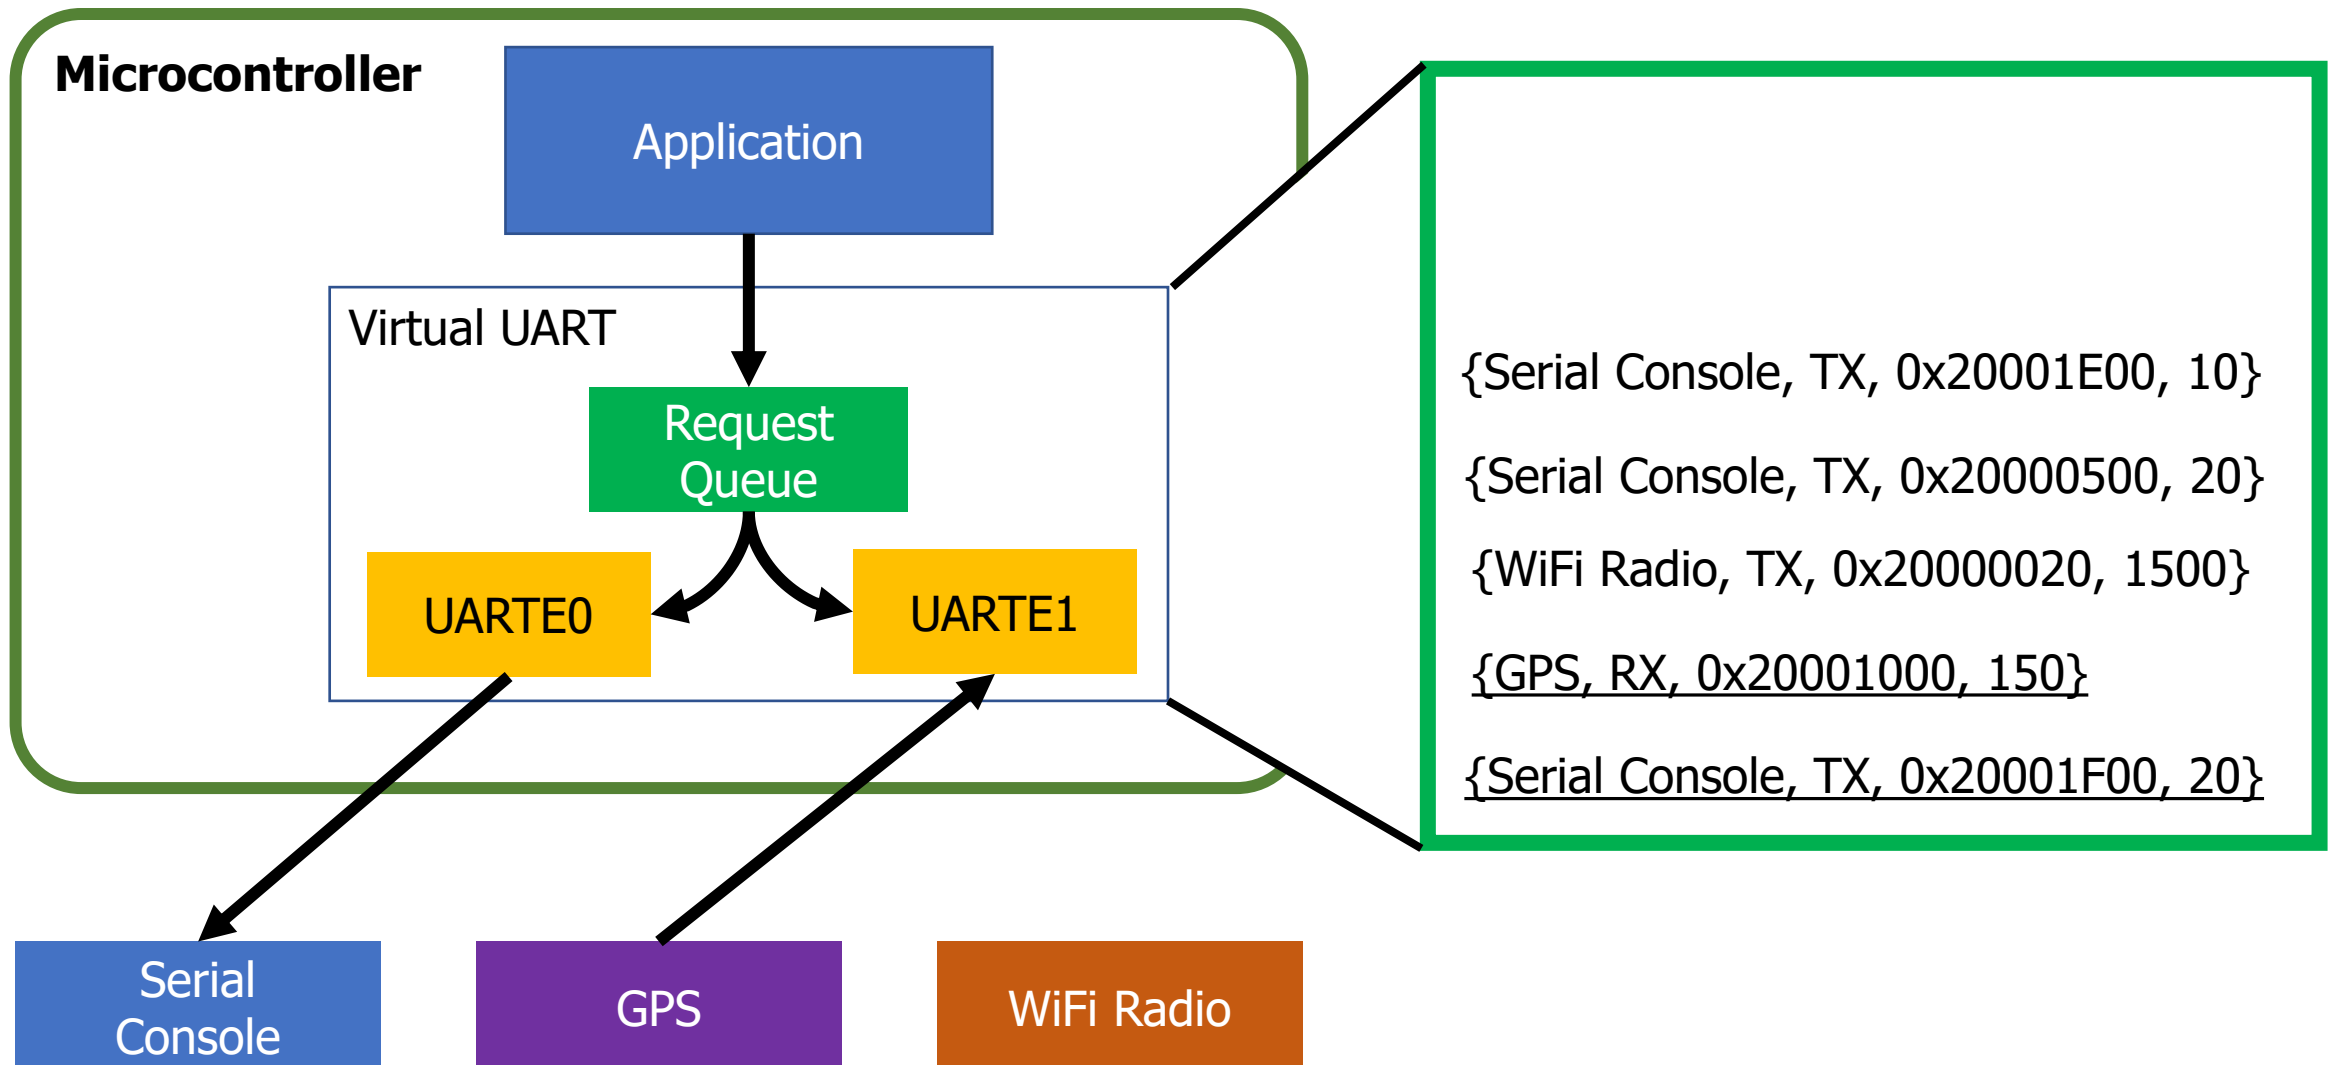 Microcontroller
Application
Virtual UART
Request
Queue
UARTE0
UARTE1
Serial
Console
GPS
WiFi Radio
{Serial Console, TX, 0x20001E00, 10}
{Serial Console, TX, 0x20000500, 20}
{WiFi Radio, TX, 0x20000020, 1500}
{GPS, RX, 0x20001000, 150}
{Serial Console, TX, 0x20001F00, 20}